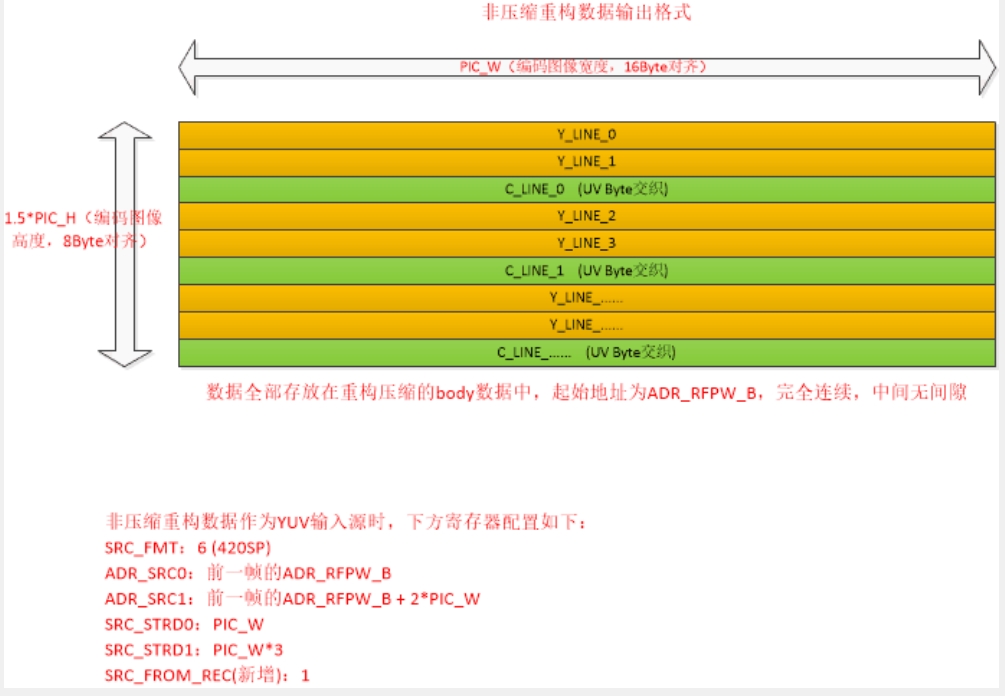 非压缩重构数据输出格式
PIC_W（编码图像宽度，16Byte对齐）
Y_LINE_0
Y_LINE_1
C_LINE_0 (UV Byte交织)
Y_LINE_2
1.5*PIC_H（编码图像
高度，8Byte对齐）
Y_LINE_3
C_LINE_1 (UV Byte交织)
Y_LINE_......
Y_LINE_......
C_LINE_...... (UV Byte交织)
数据全部存放在重构压缩的body数据中，起始地址为ADR_RFPW_B，完全连续，中间无间隙
非压缩重构数据作为YUV输入源时，下方寄存器配置如下：
SRC_FMT：6 (420SP)
ADR_SRC0：前一帧的ADR_RFPW_B
ADR_SRC1：前一帧的ADR_RFPW_B + 2*PIC_W
SRC_STRD0：PIC_W
SRC_STRD1：PIC_W*3
SRC_FROM_REC(新增)：1